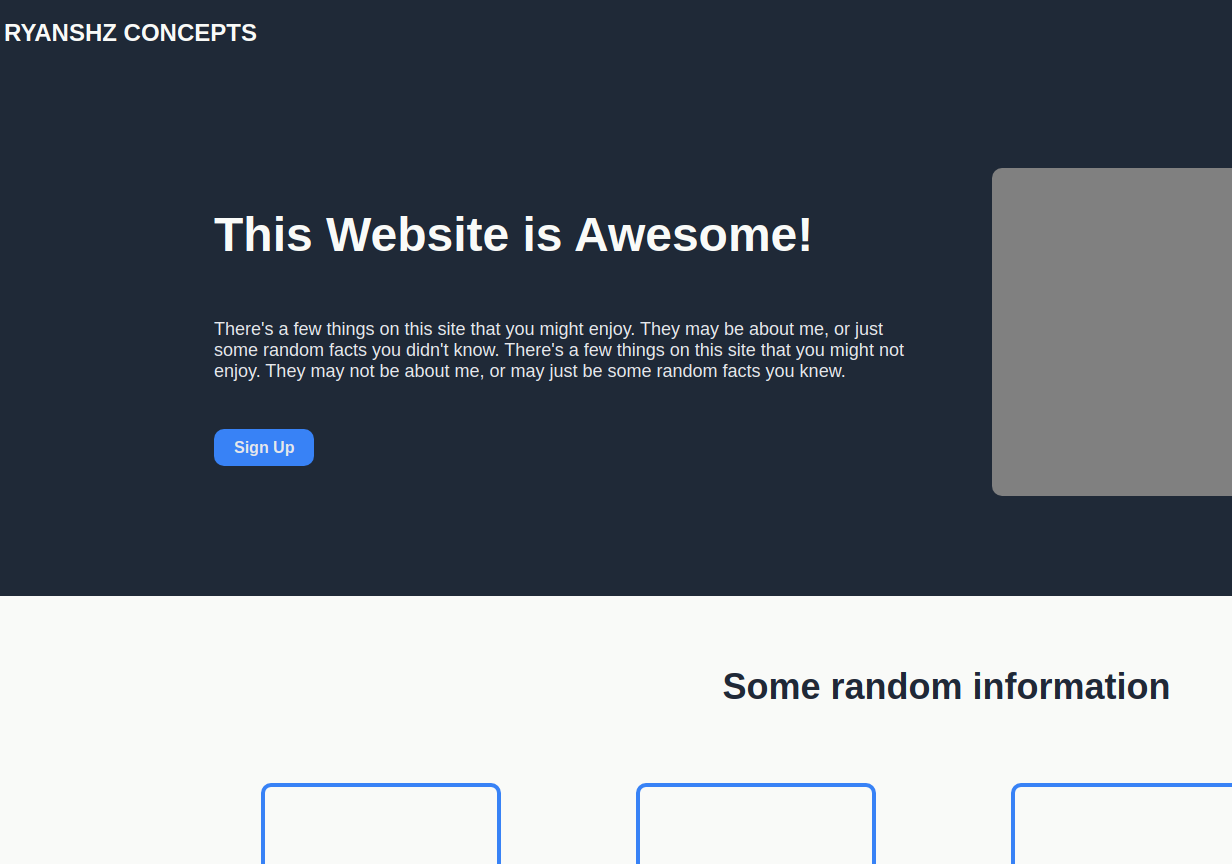 RYANSHZ CONCEPTS
This Website is Awesome!
There's a few things on this site that you might enjoy. They may be about me, or just
some random facts you didn't know. There's a few things on this site that you might not
enjoy. They may not be about me, or may just be some random facts you knew.
Sign Up
Some random information